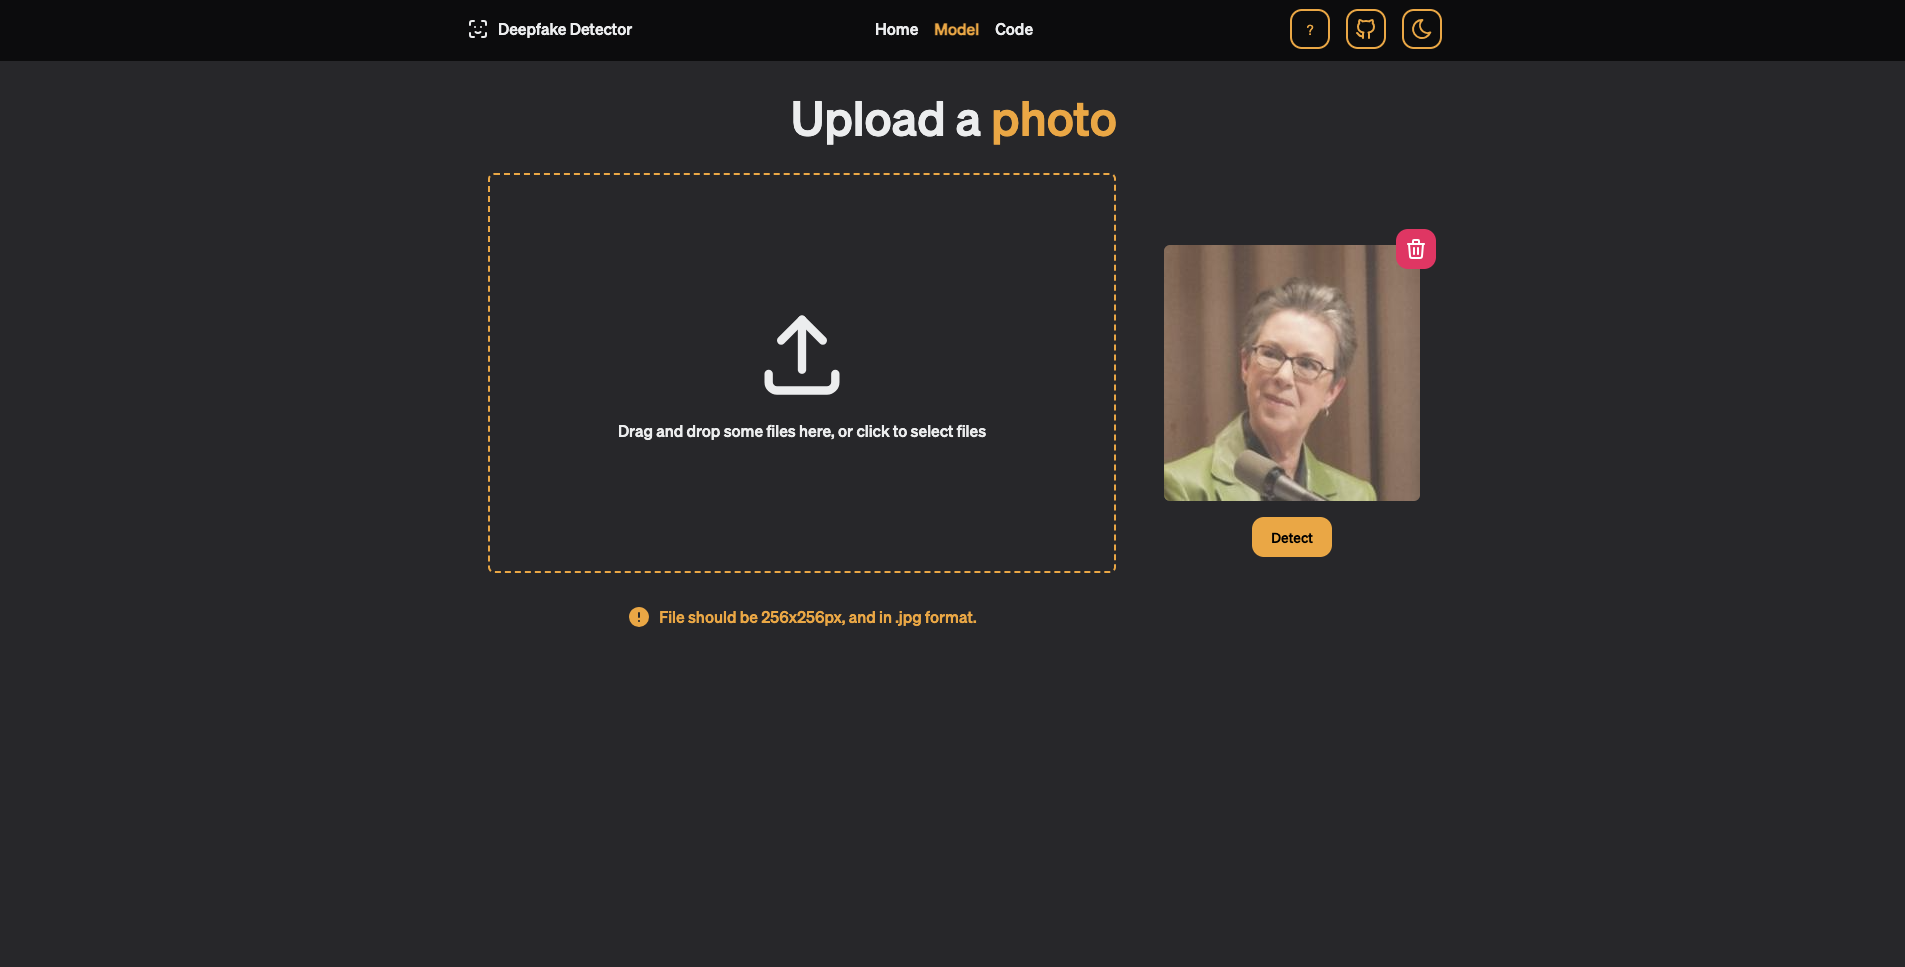 Deepfake Detector
Home Model Code
?
Upload a photo
Drag and drop some files here, or click to select files
Detect
File should be 256x256px, and in .jpg format.